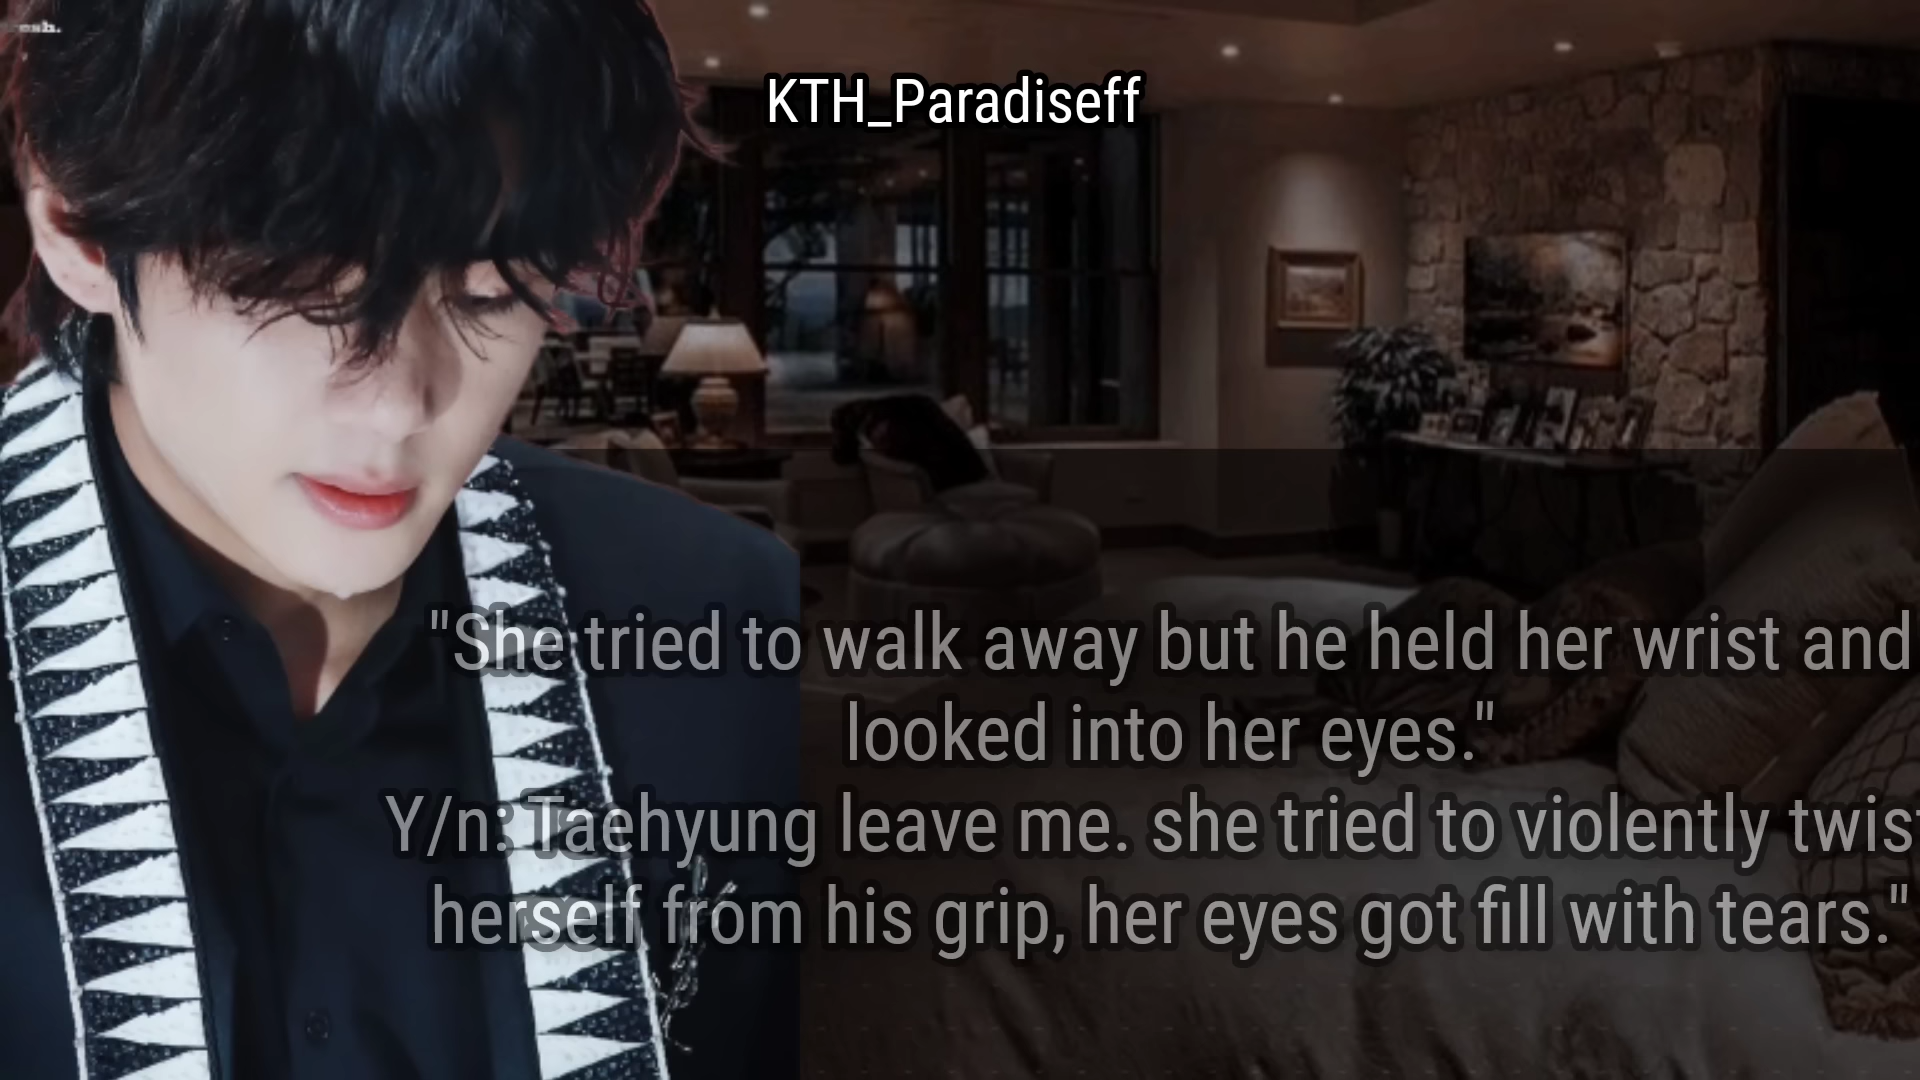 KTH_Paradiseff
"She tried to walk away but he held her wrist and
looked into her eyes."
Y/n: Taehyung leave me. she tried to violently twist
herself from his grip, her eyes got fill with tears."